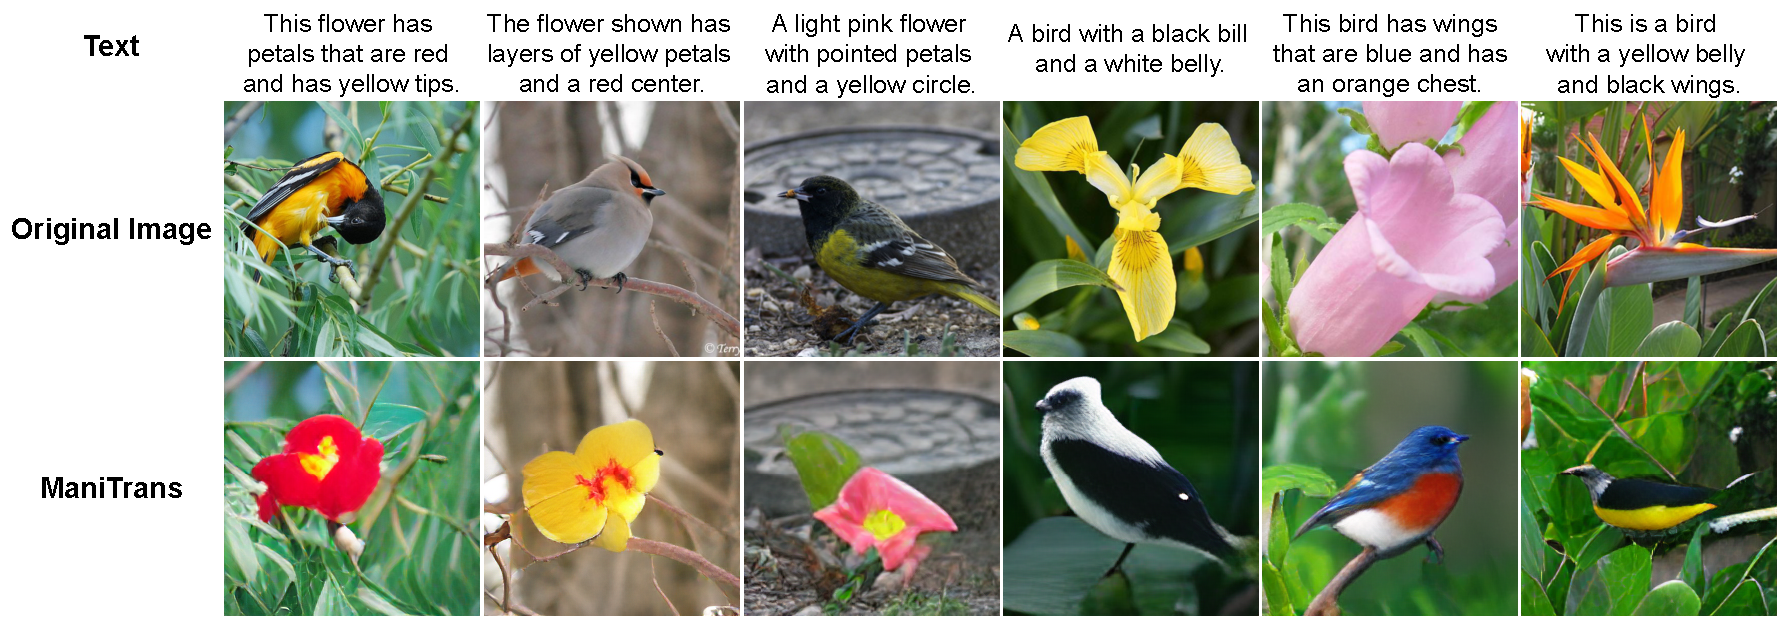 Text
This flower has
petals that are red
and has yellow tips.
The flower shown has
layers of yellow petals
and a red center.
A light pink flower
with pointed petals
and a yellow circle.
A bird with a black bill
and a white belly.
This bird has wings
that are blue and has
an orange chest.
This is a bird
with a yellow belly
and black wings.
Original Image
© Terry
ManiTrans